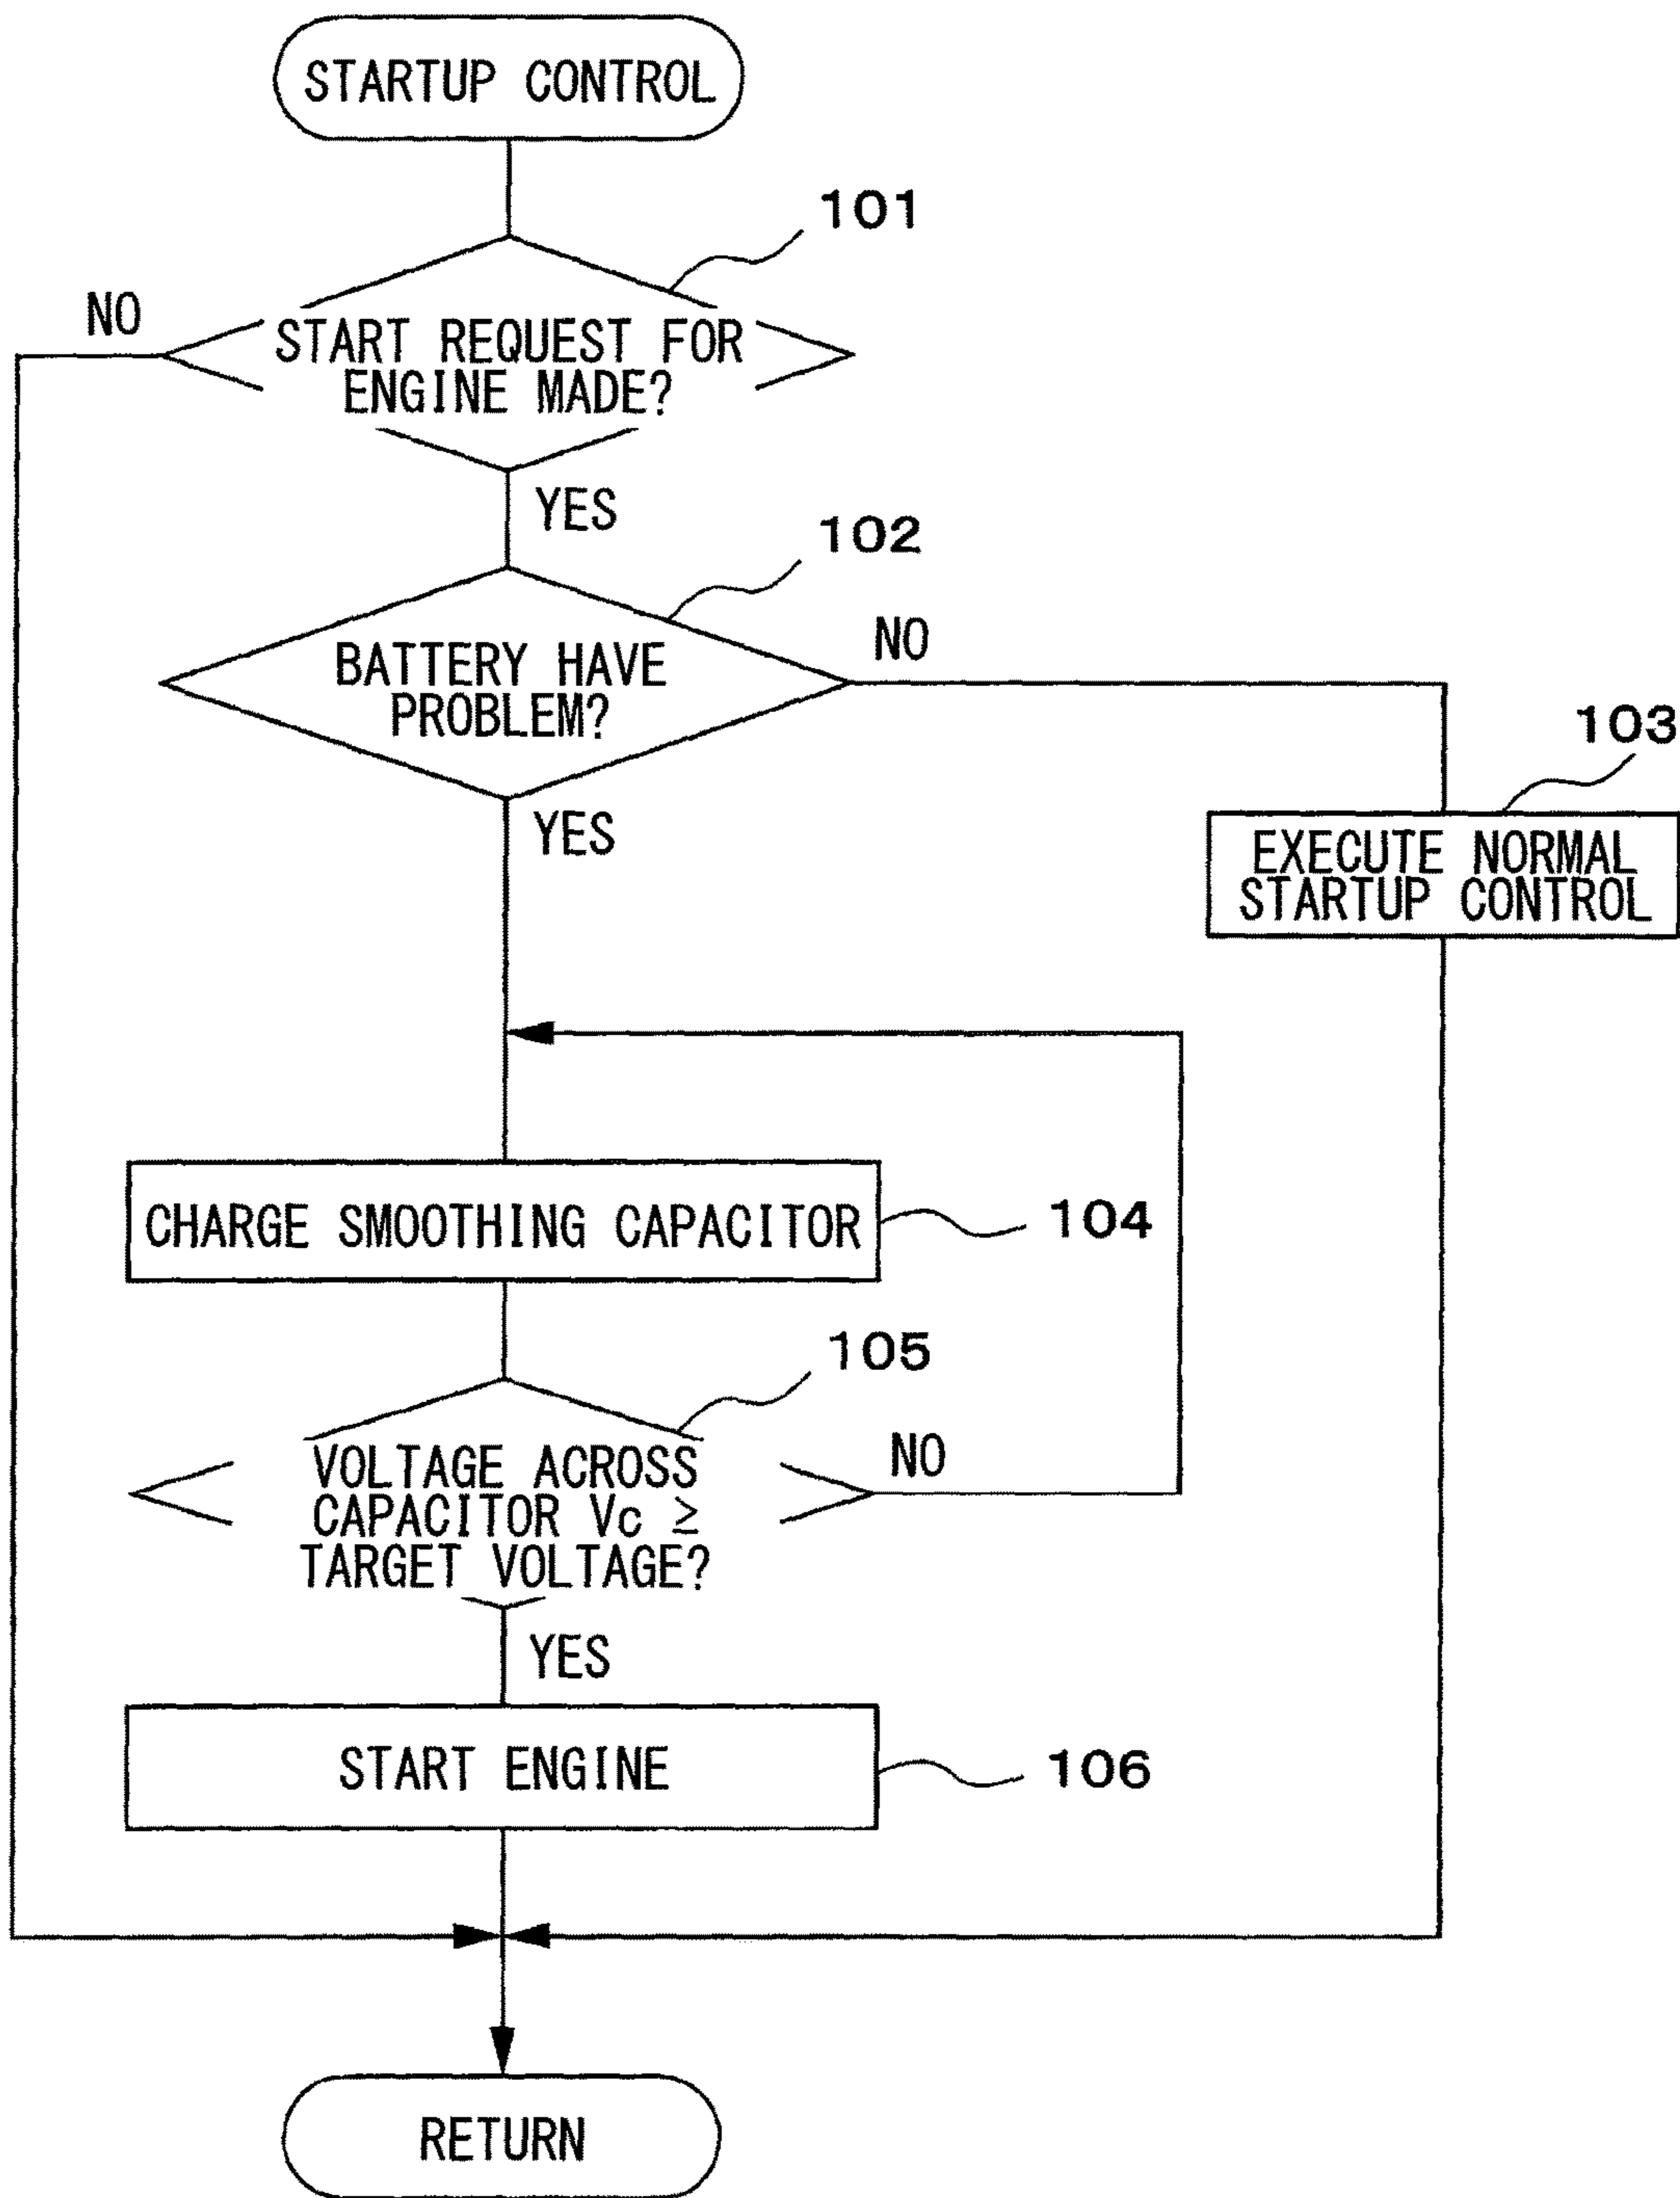 STARTUP CONTROL
101
NO
START REQUEST FOR
ENGINE MADE?
YES
102
NO
BATTERY HAVE
PROBLEM?
YES
103
EXECUTE NORMAL
STARTUP CONTROL
CHARGE SMOOTHING CAPACITOR
104
105
VOLTAGE ACROSS
CAPACITOR Vc ≥
TARGET VOLTAGE?
NO
YES
START ENGINE
106
RETURN